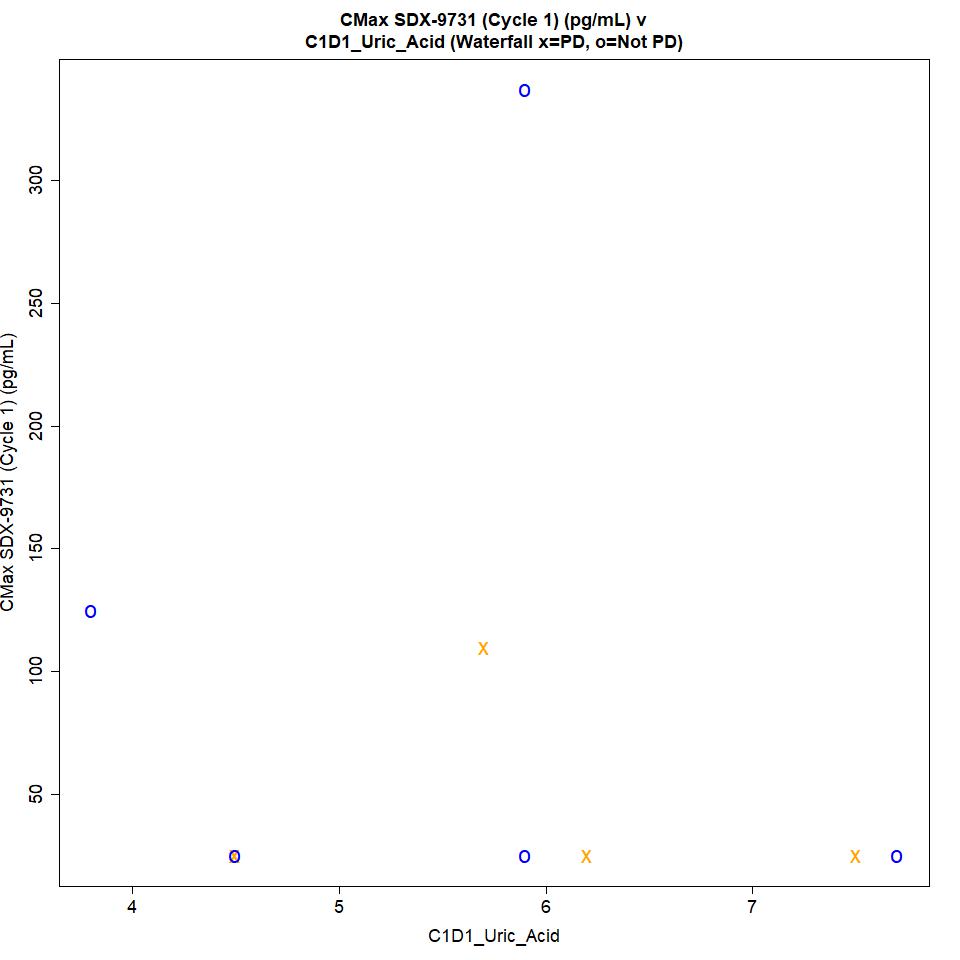 CMax SDX-9731 (Cycle 1) (pg/mL) v
C1D1_Uric_Acid (Waterfall x=PD, o=Not PD)
CMax SDX-9731 (Cycle 1) (pg/mL)
300
250
200
150
100
50
o
o
x
x
o
o
x
x
o
4
5
6
7
C1D1_Uric_Acid